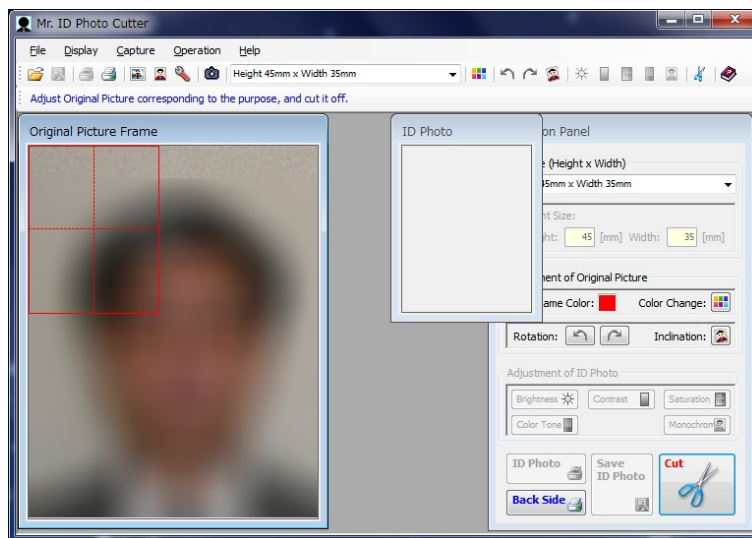 Mr. ID Photo Cutter
File Display Capture Operation Help
Height 45mm x Width 35mm
Adjust Original Picture corresponding to the purpose, and cut it off.
Original Picture Frame
ID Photo
on Panel
(Height x Width)
45mm x Width 35mm
nt Size:
ht: 45 [mm] Width: 35 [mm]
ment of Original Picture
ame Color: Color Change:
Rotation: Inclination:
Adjustment of ID Photo
Brightness Contrast Saturation
Color Tone Monochrom
ID Photo Save ID Photo Cut
Back Side